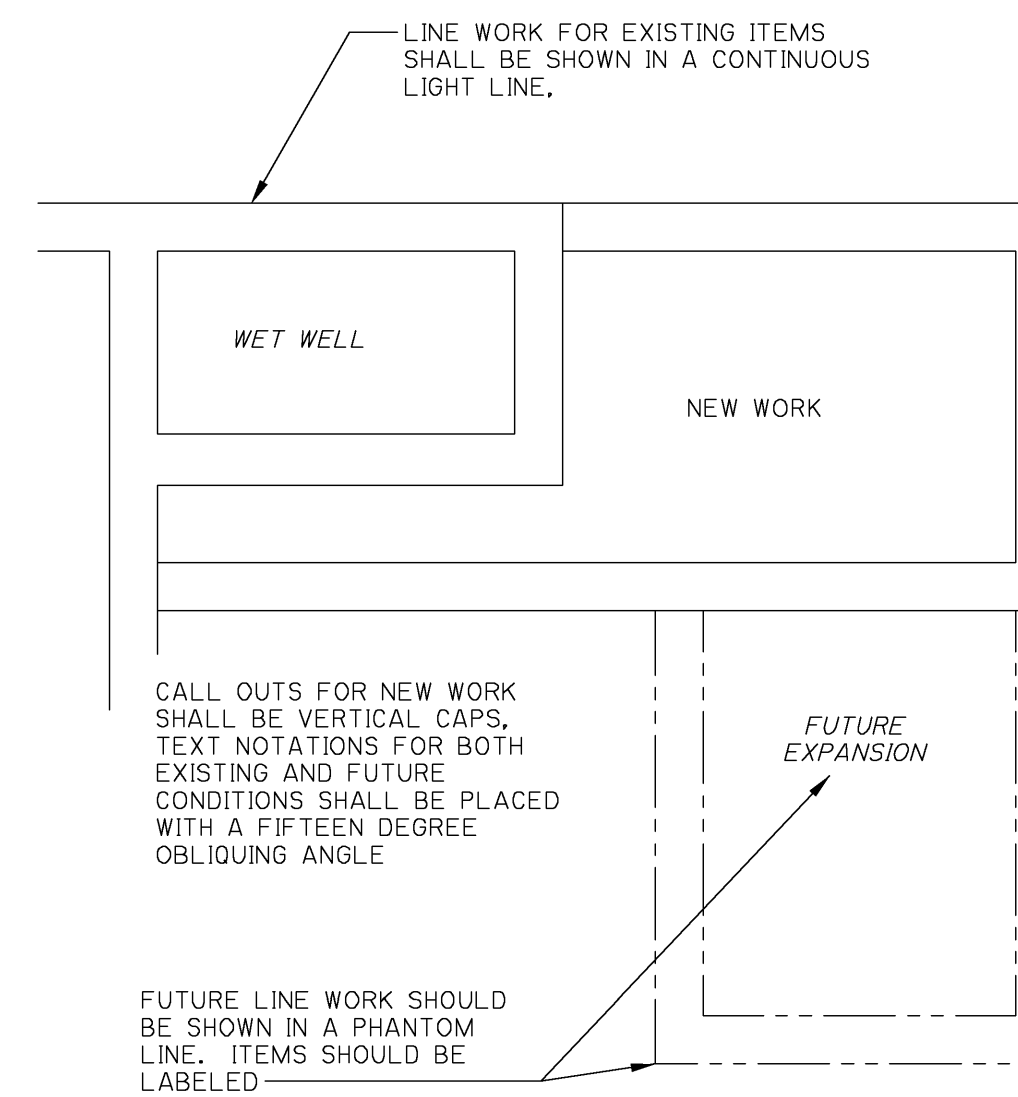 LINE WORK FOR EXISTING ITEMS
SHALL BE SHOWN IN A CONTINUOUS
LIGHT LINE.
WET WELL
NEW WORK
CALL OUTS FOR NEW WORK
SHALL BE VERTICAL CAPS.
TEXT NOTATIONS FOR BOTH
EXISTING AND FUTURE
CONDITIONS SHALL BE PLACED
WITH A FIFTEEN DEGREE
OBLIQUING ANGLE
FUTURE
EXPANSION
FUTURE LINE WORK SHOULD
BE SHOWN IN A PHANTOM
LINE. ITEMS SHOULD BE
LABELED